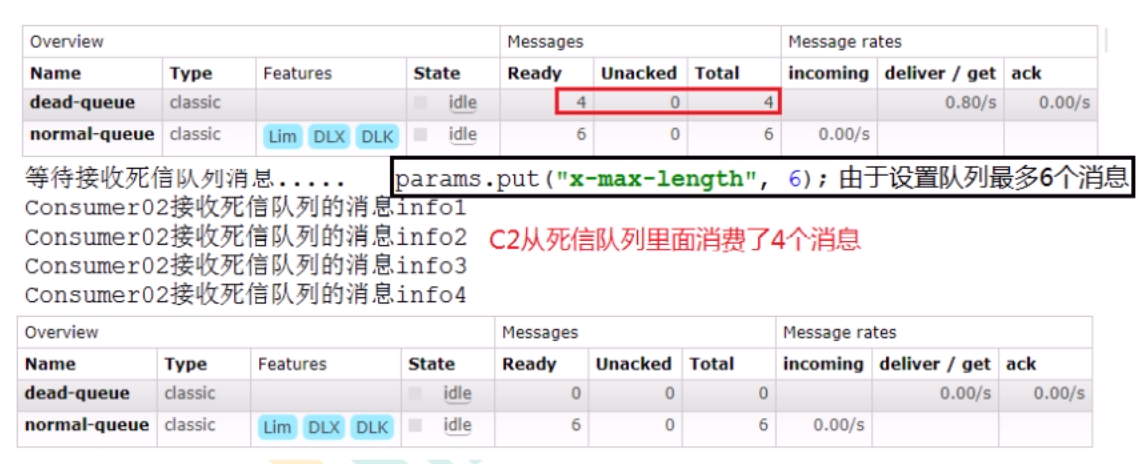 Overview Messages Message rates
Name Type Features State Ready Unacked Total incoming deliver / get ack
dead-queue classic idle 4 0 4 0.80/s 0.00/s
normal-queue classic Lim DLX DLK idle 6 0 6 0.00/s
等待接收死信队列消息..... params.put("x-max-length", 6); 由于设置队列最多6个消息
Consumer02接收死信队列的消息info1
Consumer02接收死信队列的消息info2 C2从死信队列里面消费了4个消息
Consumer02接收死信队列的消息info3
Consumer02接收死信队列的消息info4
Overview Messages Message rates
Name Type Features State Ready Unacked Total incoming deliver / get ack
dead-queue classic idle 0 0 0 0.00/s 0.00/s
normal-queue classic Lim DLX DLK idle 6 0 6 0.00/s